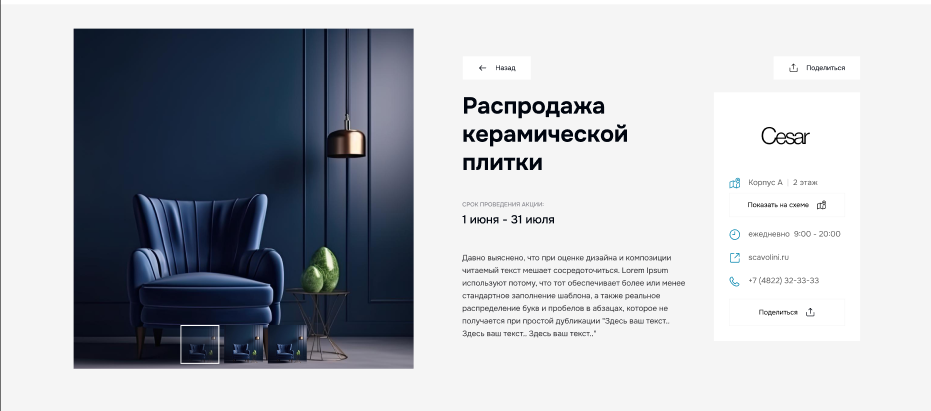 Назад
Поделиться
Распродажа
керамической
плитки
СРОК ПРОВЕДЕНИЯ АКЦИИ:
1 июня - 31 июля
Давно выяснено, что при оценке дизайна и композиции
читаемый текст мешает сосредоточиться. Lorem Ipsum
используют потому, что тот обеспечивает более или менее
стандартное заполнение шаблона, а также реальное
распределение букв и пробелов в абзацах, которое не
получается при простой дубликации "Здесь ваш текст..
Здесь ваш текст.. Здесь ваш текст.."
Cesar
Корпус А | 2 этаж
Показать на схеме
ежедневно 9:00 - 20:00
scavolini.ru
+7 (4822) 32-33-33
Поделиться